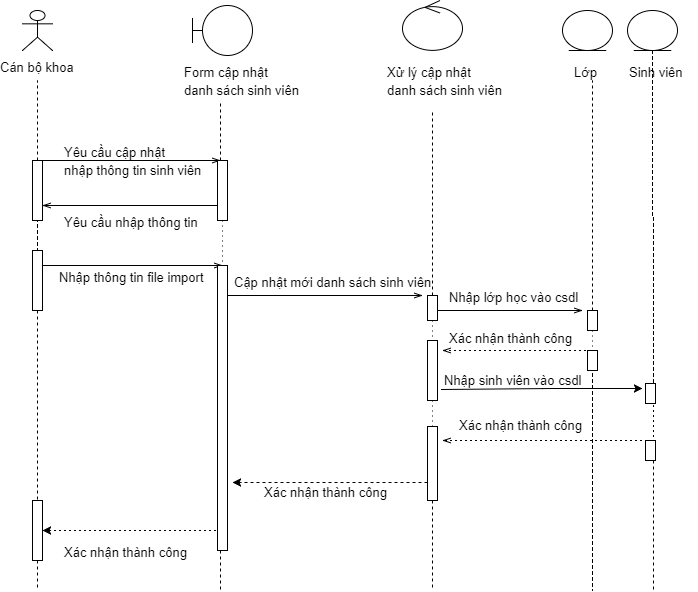 Cán bộ khoa
Form cập nhật
danh sách sinh viên
Xử lý cập nhật
danh sách sinh viên
Lớp
Sinh viên
Yêu cầu cập nhật
nhập thông tin sinh viên
Yêu cầu nhập thông tin
Nhập thông tin file import
Cập nhật mới danh sách sinh viên
Nhập lớp học vào csdl
Xác nhận thành công
Nhập sinh viên vào csdl
Xác nhận thành công
Xác nhận thành công
Xác nhận thành công